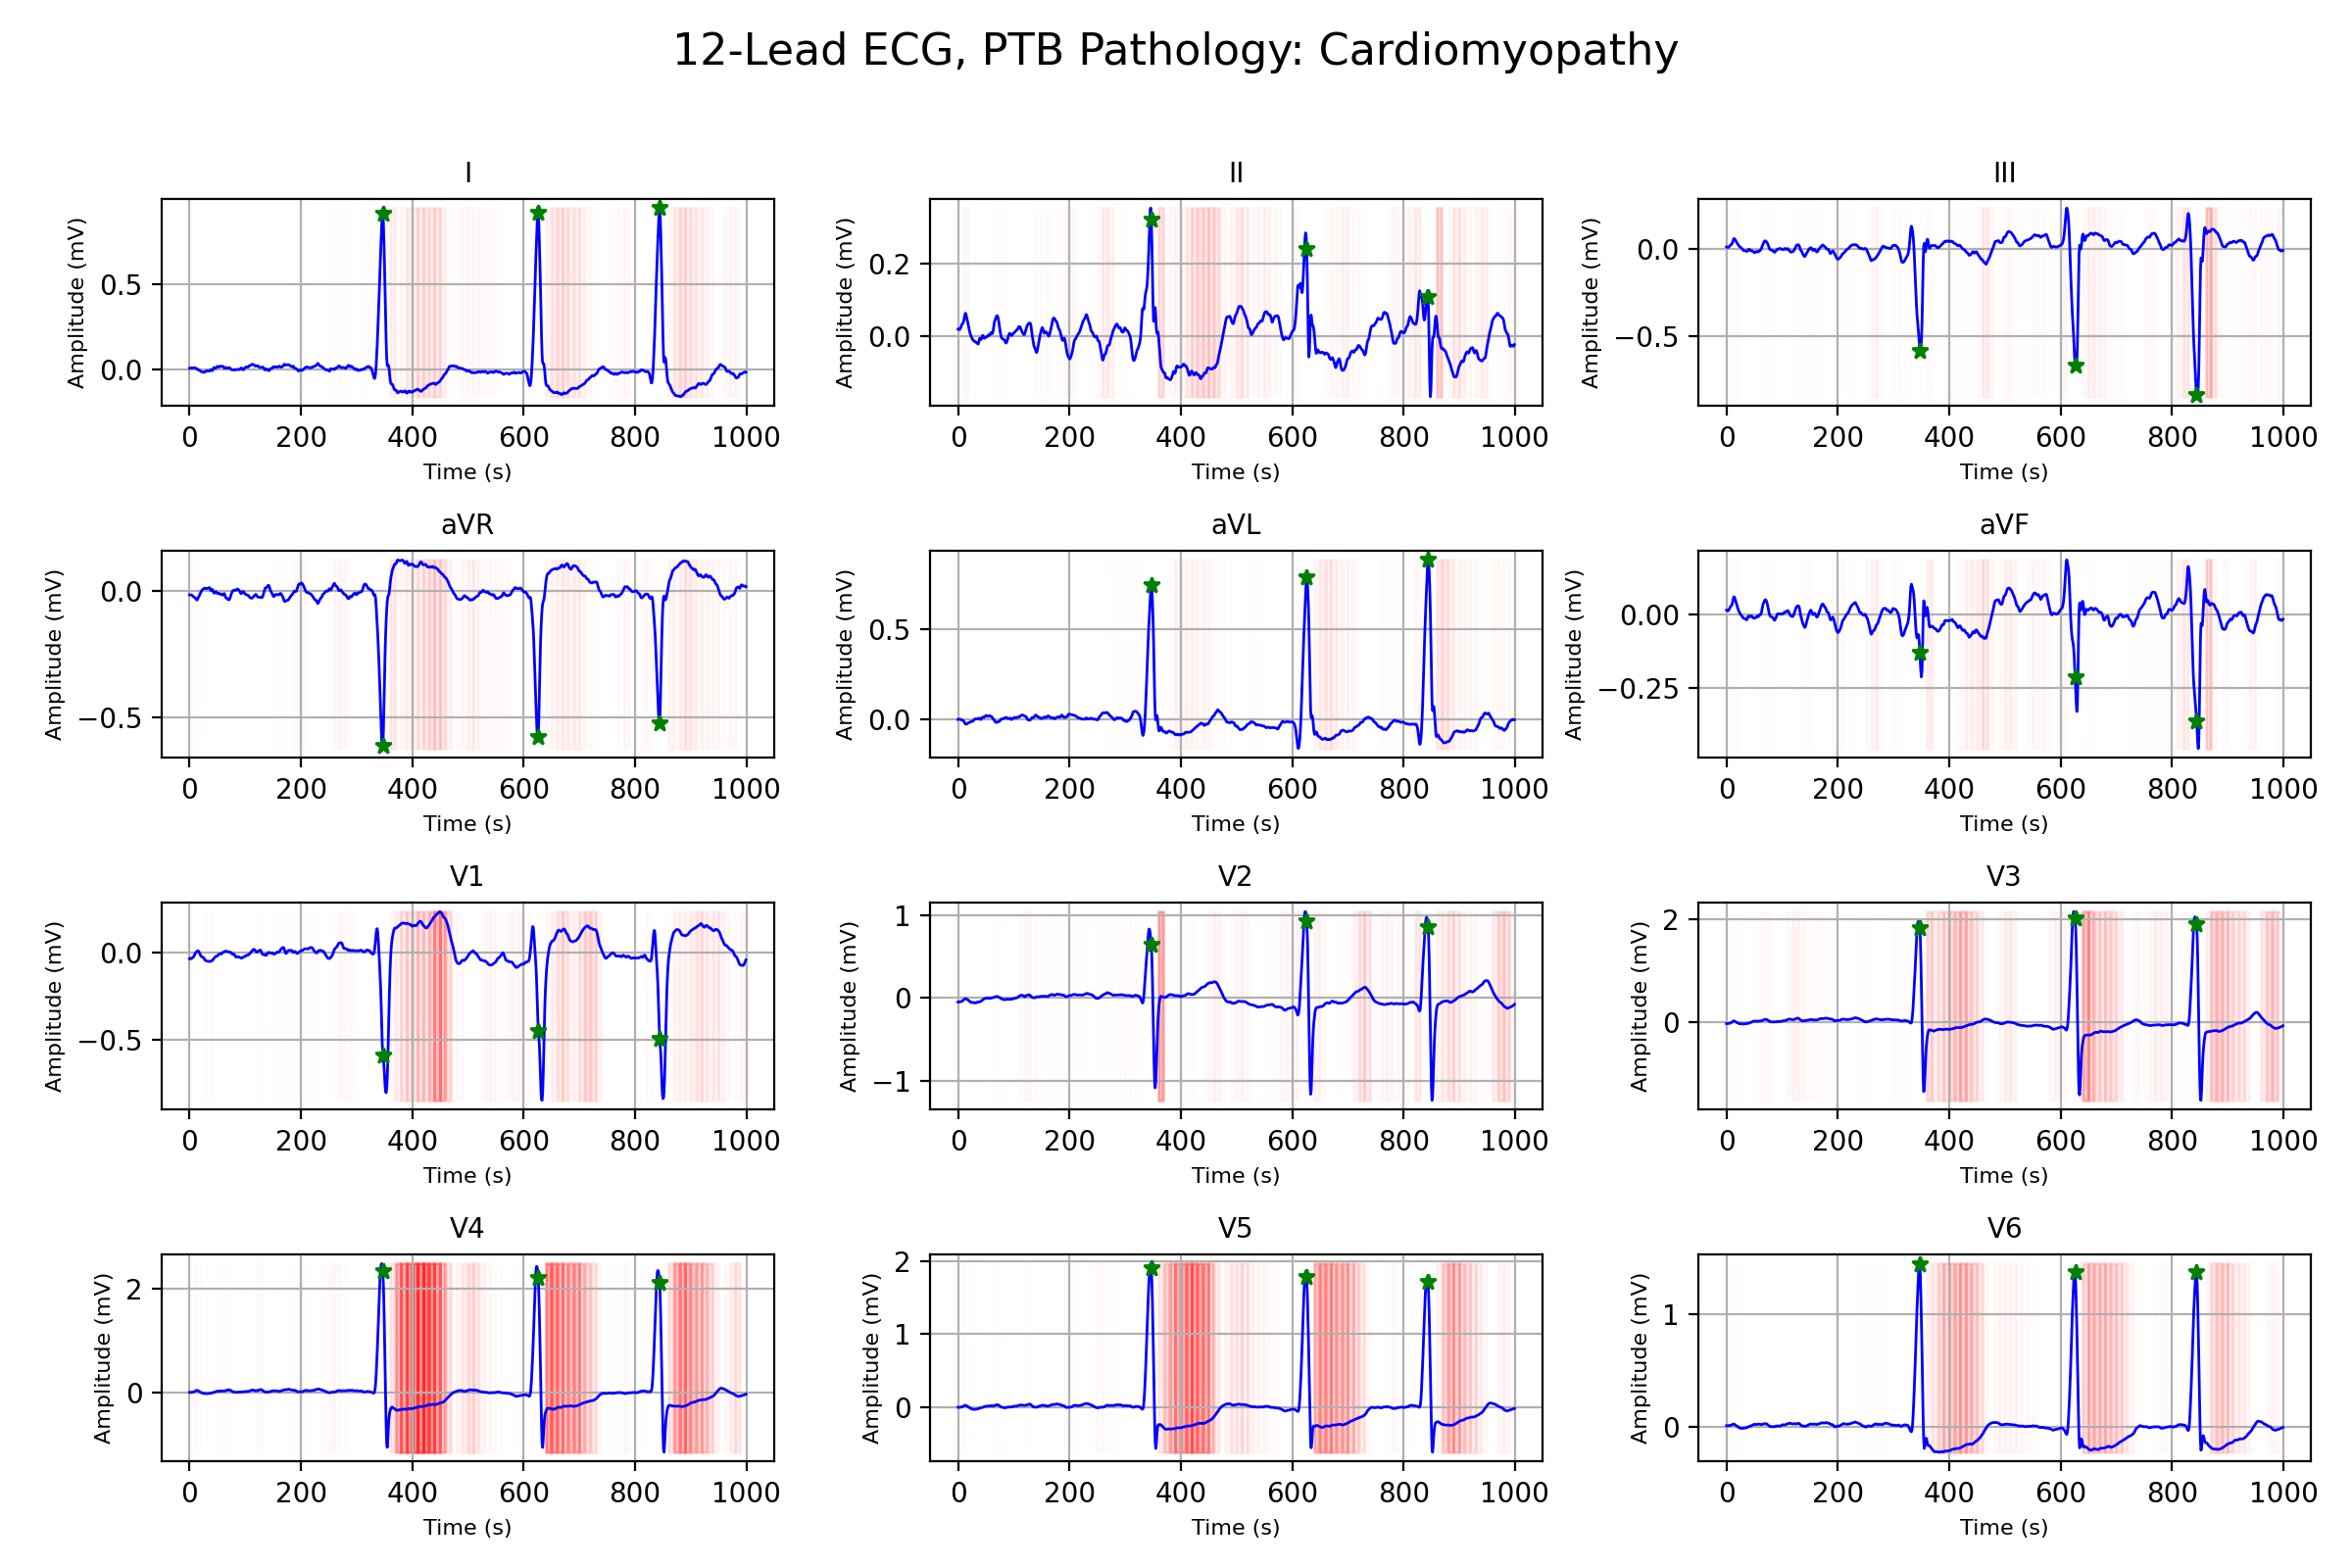 12-Lead ECG, PTB Pathology: Cardiomyopathy
I
II
III
Amplitude (mV)
0.5
0.0
Amplitude (mV)
0.2
0.0
Amplitude (mV)
0.0
−0.5
0 200 400 600 800 1000
0 200 400 600 800 1000
0 200 400 600 800 1000
Time (s)
Time (s)
Time (s)
aVR
aVL
aVF
Amplitude (mV)
0.0
−0.5
Amplitude (mV)
0.5
0.0
Amplitude (mV)
0.00
−0.25
0 200 400 600 800 1000
0 200 400 600 800 1000
0 200 400 600 800 1000
Time (s)
Time (s)
Time (s)
V1
V2
V3
Amplitude (mV)
0.0
−0.5
Amplitude (mV)
1
0
−1
Amplitude (mV)
2
0
0 200 400 600 800 1000
0 200 400 600 800 1000
0 200 400 600 800 1000
Time (s)
Time (s)
Time (s)
V4
V5
V6
Amplitude (mV)
2
0
Amplitude (mV)
2
1
0
Amplitude (mV)
1
0
0 200 400 600 800 1000
0 200 400 600 800 1000
0 200 400 600 800 1000
Time (s)
Time (s)
Time (s)